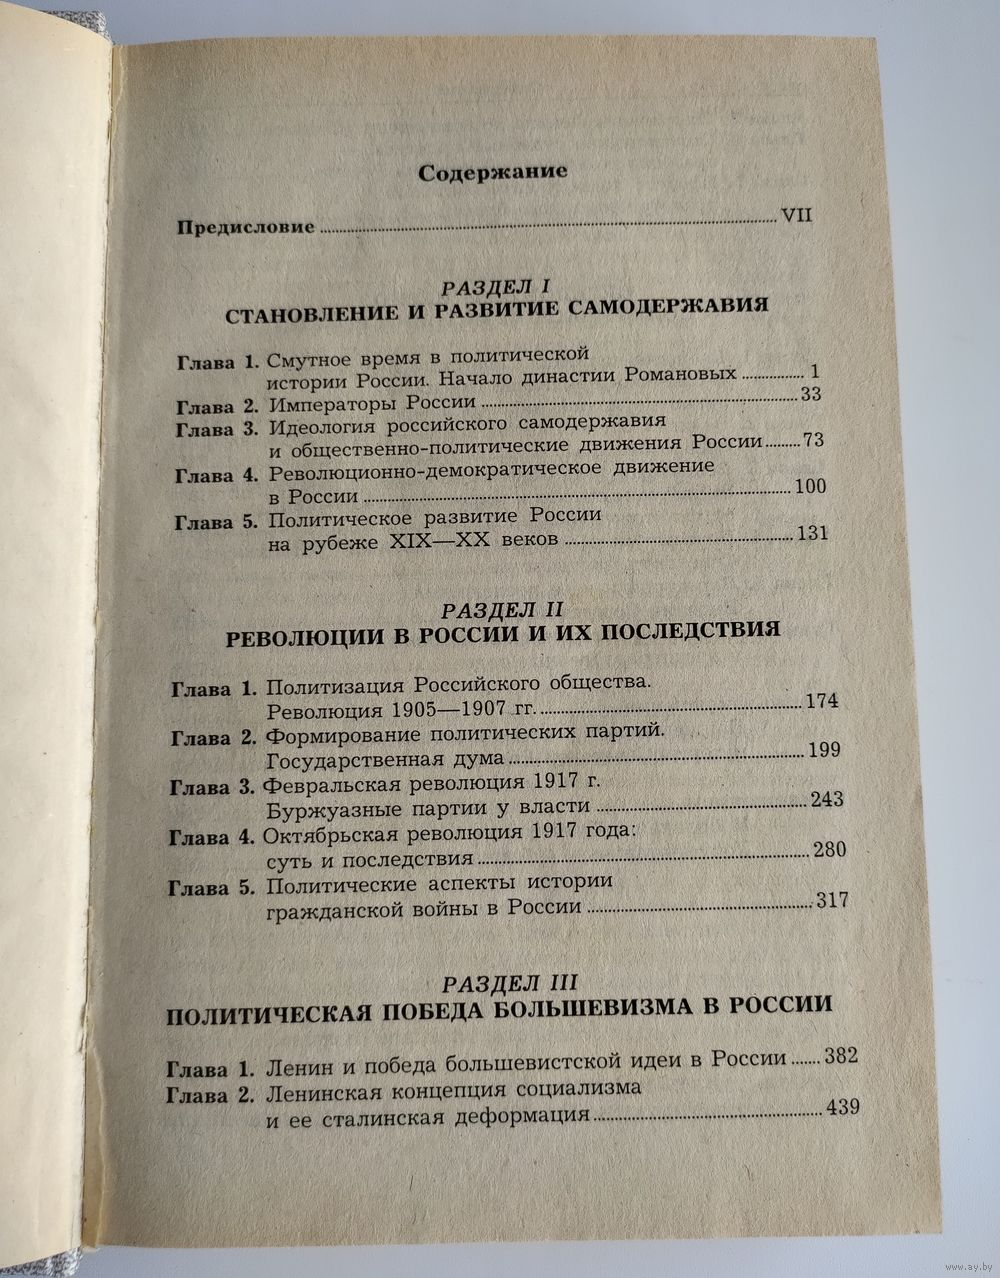 Содержание
Предисловие ........ VII
РАЗДЕЛ I
СТАНОВЛЕНИЕ И РАЗВИТИЕ САМОДЕРЖАВИЯ
Глава 1. Смутное время в политической
истории России. Начало династии Романовых ........ 1
Глава 2. Императоры России ........ 33
Глава 3. Идеология российского самодержавия
и общественно-политические движения России ........ 73
Глава 4. Революционно-демократическое движение
в России ........ 100
Глава 5. Политическое развитие России
на рубеже XIX—XX веков ........ 131
РАЗДЕЛ II
РЕВОЛЮЦИИ В РОССИИ И ИХ ПОСЛЕДСТВИЯ
Глава 1. Политизация Российского общества.
Революция 1905—1907 гг. ........ 174
Глава 2. Формирование политических партий.
Государственная дума ........ 199
Глава 3. Февральская революция 1917 г.
Буржуазные партии у власти ........ 243
Глава 4. Октябрьская революция 1917 года:
суть и последствия ........ 280
Глава 5. Политические аспекты истории
гражданской войны в России ........ 317
РАЗДЕЛ III
ПОЛИТИЧЕСКАЯ ПОБЕДА БОЛЬШЕВИЗМА В РОССИИ
Глава 1. Ленин и победа большевистской идеи в России ........ 382
Глава 2. Ленинская концепция социализма
и ее сталинская деформация ........ 439
www.ay.by